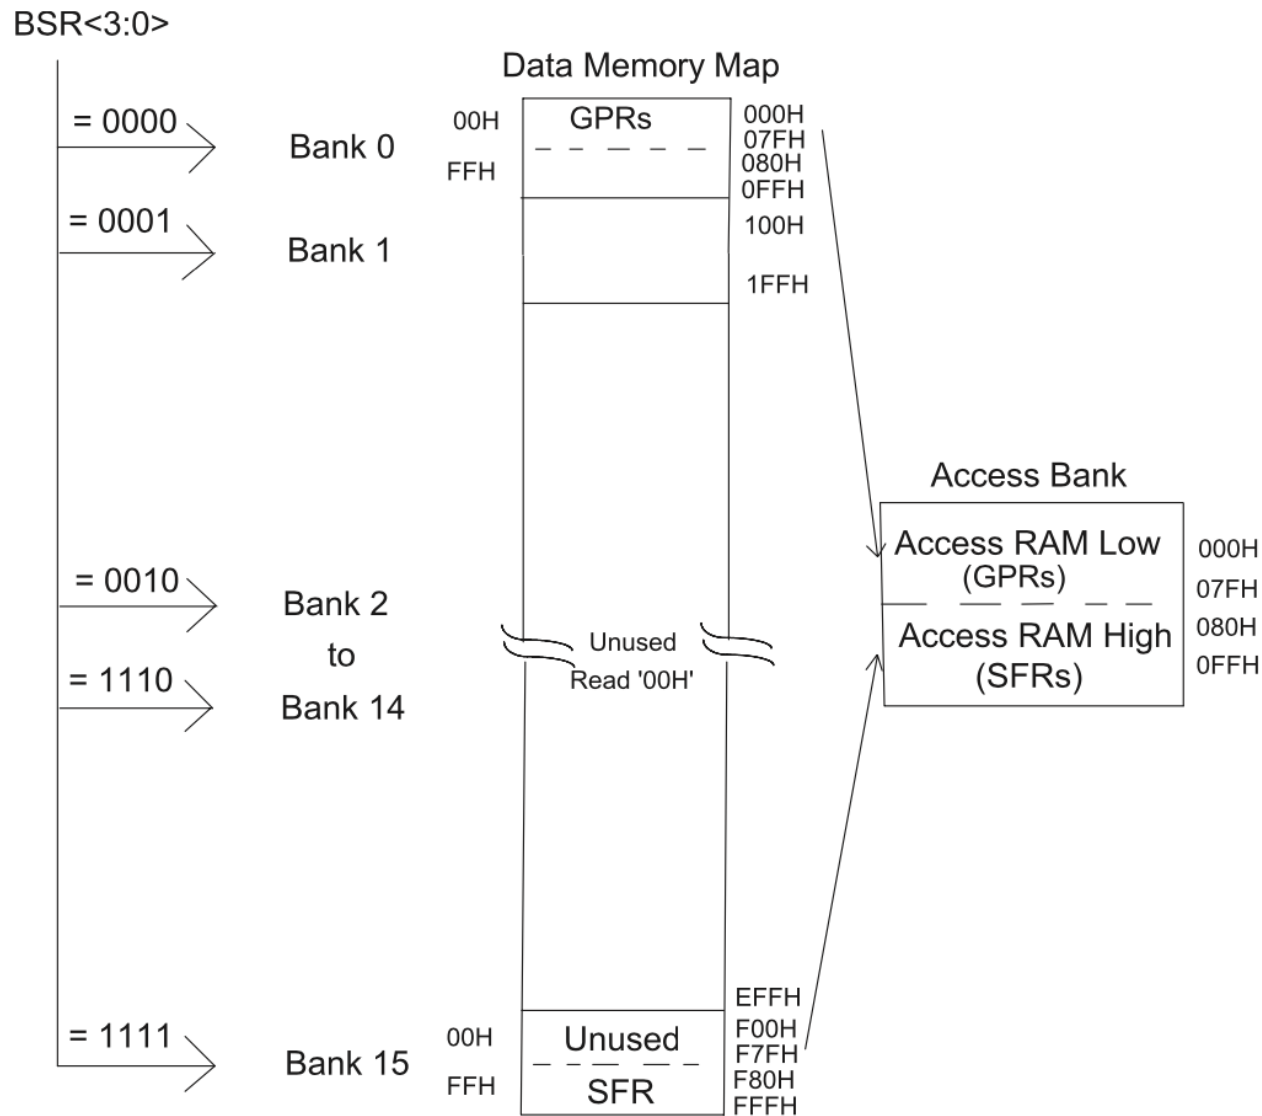 BSR<3:0>
Data Memory Map
= 0000
Bank 0
00H
FFH
GPRs
000H
07FH
080H
0FFH
= 0001
Bank 1
100H
1FFH
Access Bank
Access RAM Low
(GPRs)
Access RAM High
(SFRs)
000H
07FH
080H
0FFH
= 0010
Bank 2
to
= 1110
Bank 14
Unused
Read '00H'
EFFH
= 1111
Bank 15
00H
FFH
Unused
SFR
F00H
F7FH
F80H
FFFH